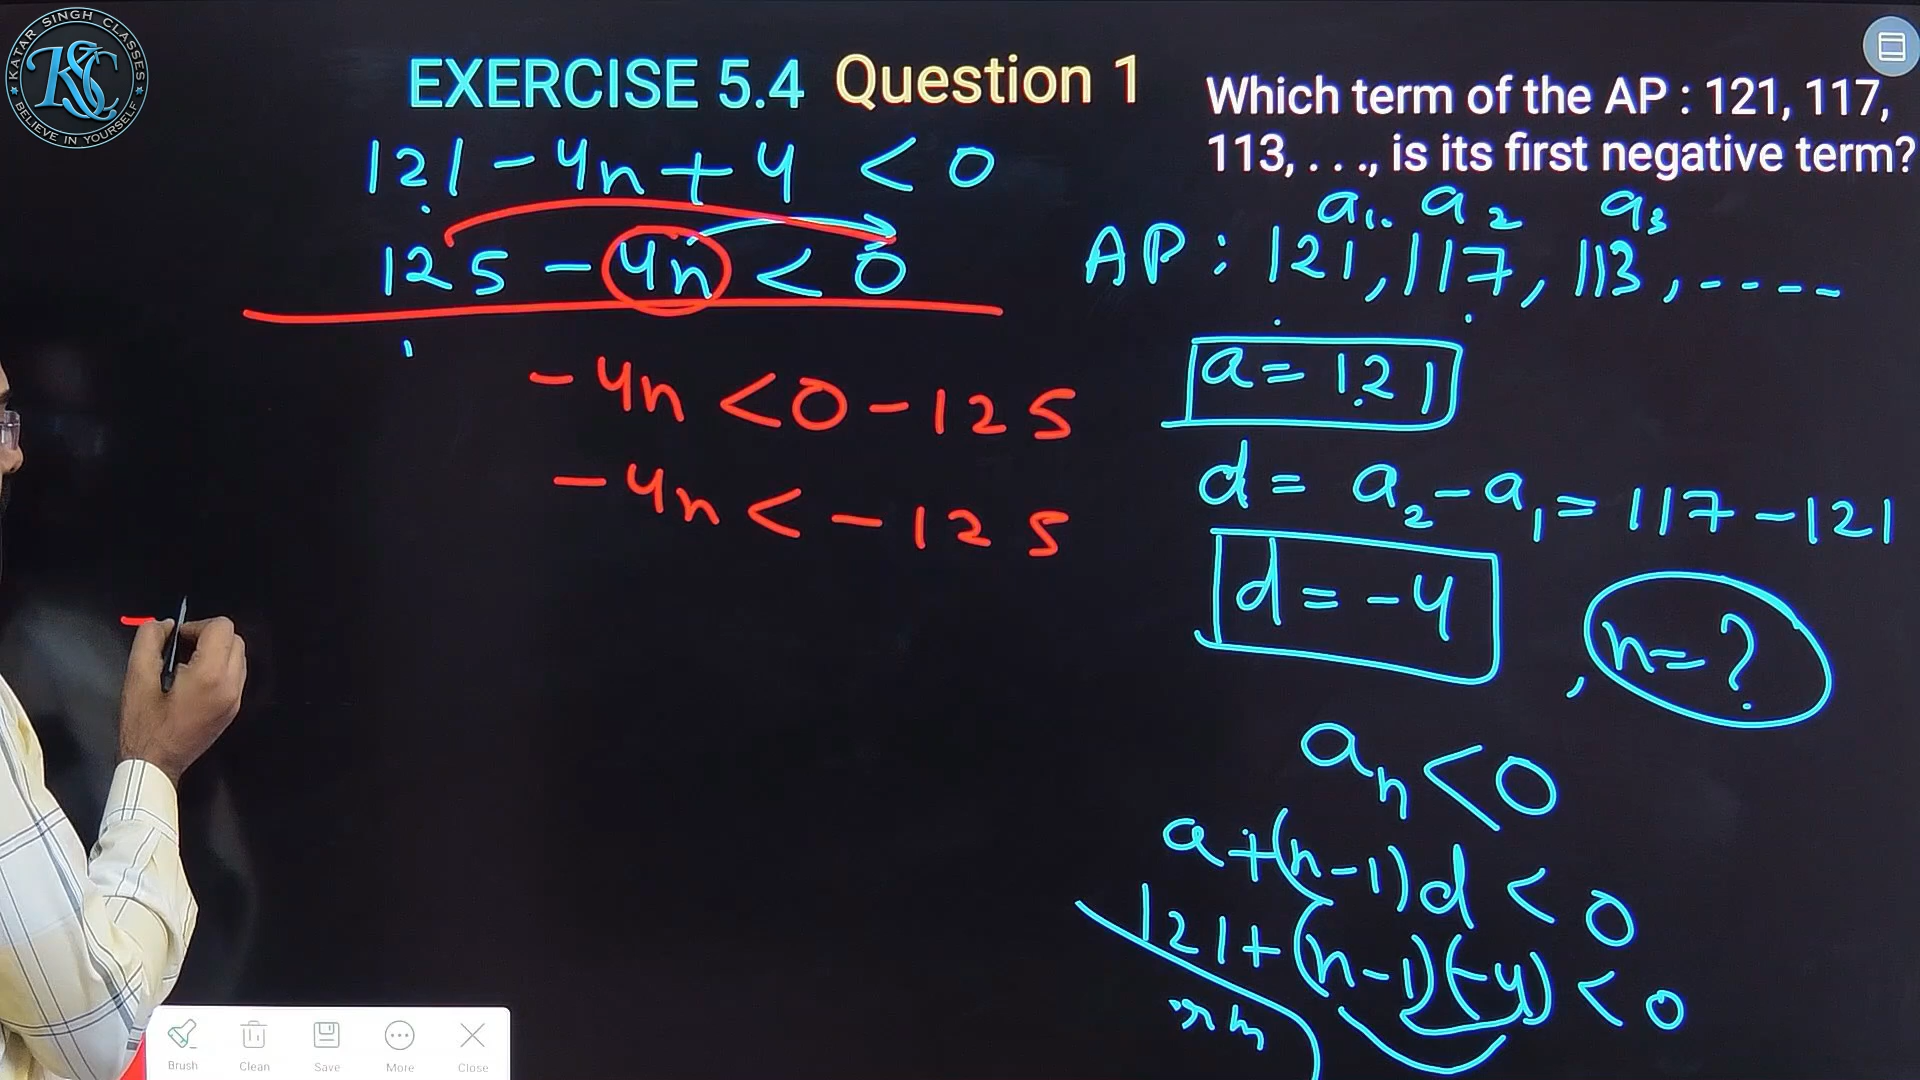 KATAR SINGH CLASSES
KSC
BELIEVE IN YOURSELF
EXERCISE 5.4 Question 1
Which term of the AP : 121, 117,
113, . . ., is its first negative term?
121 - 4n + 4 < 0
125 - 4n < 0
- 4n < 0 - 125
- 4n < - 125
a1. a2 a3
AP : 121, 117, 113, - - - -
a = 121
d = a2 - a1 = 117 - 121
d = -4
, n = ?
an < 0
a + (n-1) d < 0
121 + (n-1)(-4) < 0
Brush Clean Save More Close